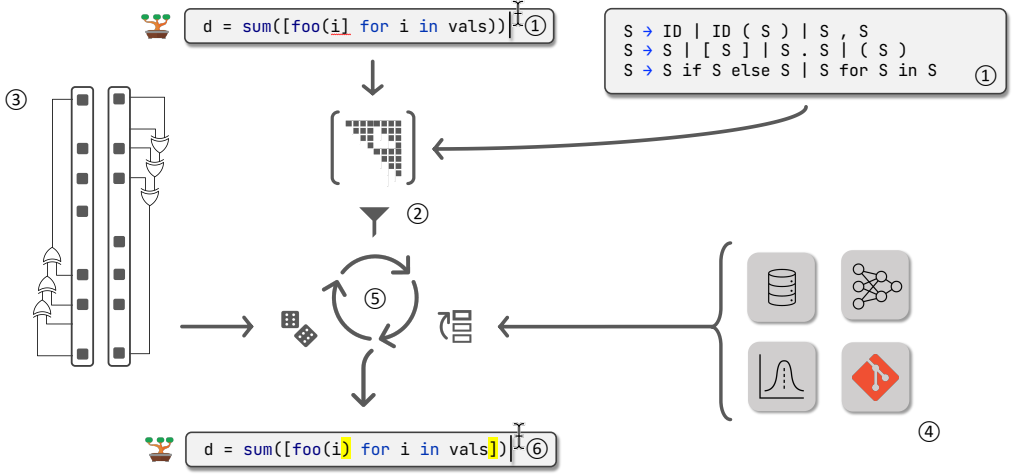 d = sum([foo(i] for i in vals))
①
S → ID | ID ( S ) | S , S
S → S | [ S ] | S . S | ( S )
S → S if S else S | S for S in S
①
③
②
⑤
④
d = sum([foo(i) for i in vals])
⑥